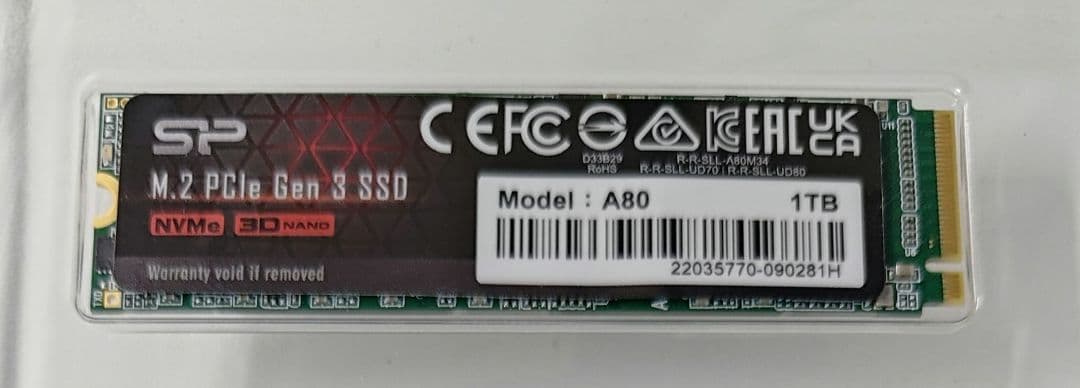 SP
CE FC EAC UK CA
D33B29
RoHS
R-R-SLL-A80M34
R-R-SLL-UD70 | R-R-SLL-UD80
M.2 PCIe Gen 3 SSD
NVMe 3D NAND
Model : A80 1TB
22035770-090281H
Warranty void if removed
U11